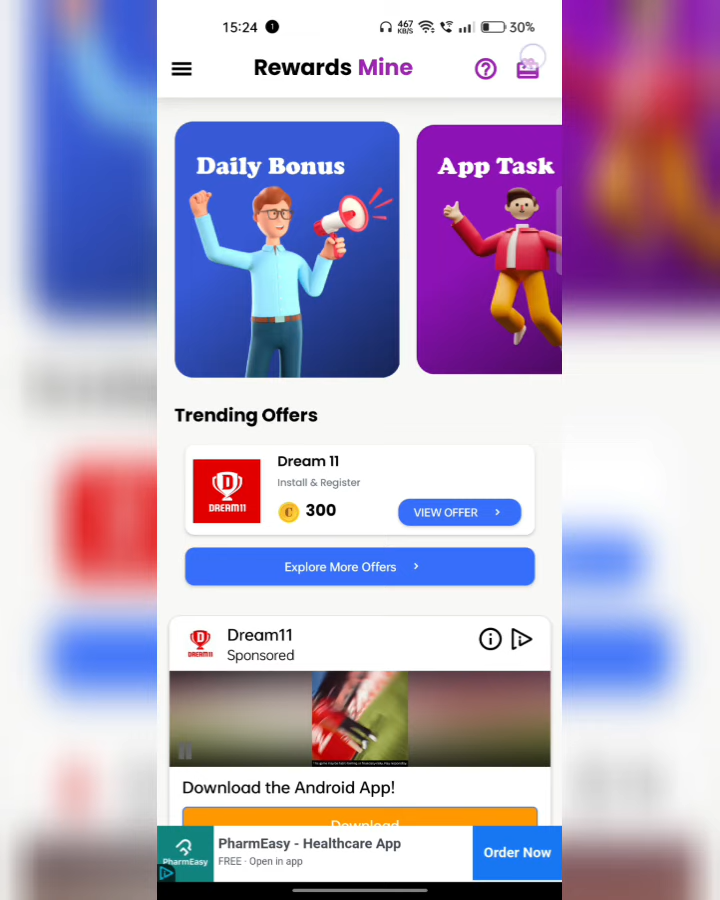 15:24
1
467
KB/S
30%
Rewards Mine
Daily Bonus
App Task
Trending Offers
Dream 11
Install & Register
DREAM11
300
VIEW OFFER
Explore More Offers
Dream11
Sponsored
DREAM11
Download the Android App!
Download
PharmEasy - Healthcare App
FREE · Open in app
PharmEasy
Order Now